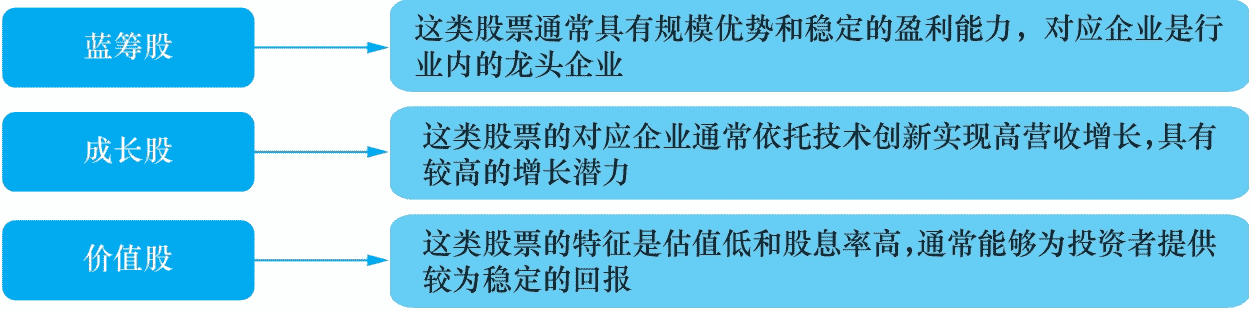 蓝筹股
这类股票通常具有规模优势和稳定的盈利能力，对应企业是行
业内的龙头企业
成长股
这类股票的对应企业通常依托技术创新实现高营收增长，具有
较高的增长潜力
价值股
这类股票的特征是估值低和股息率高，通常能够为投资者提供
较为稳定的回报